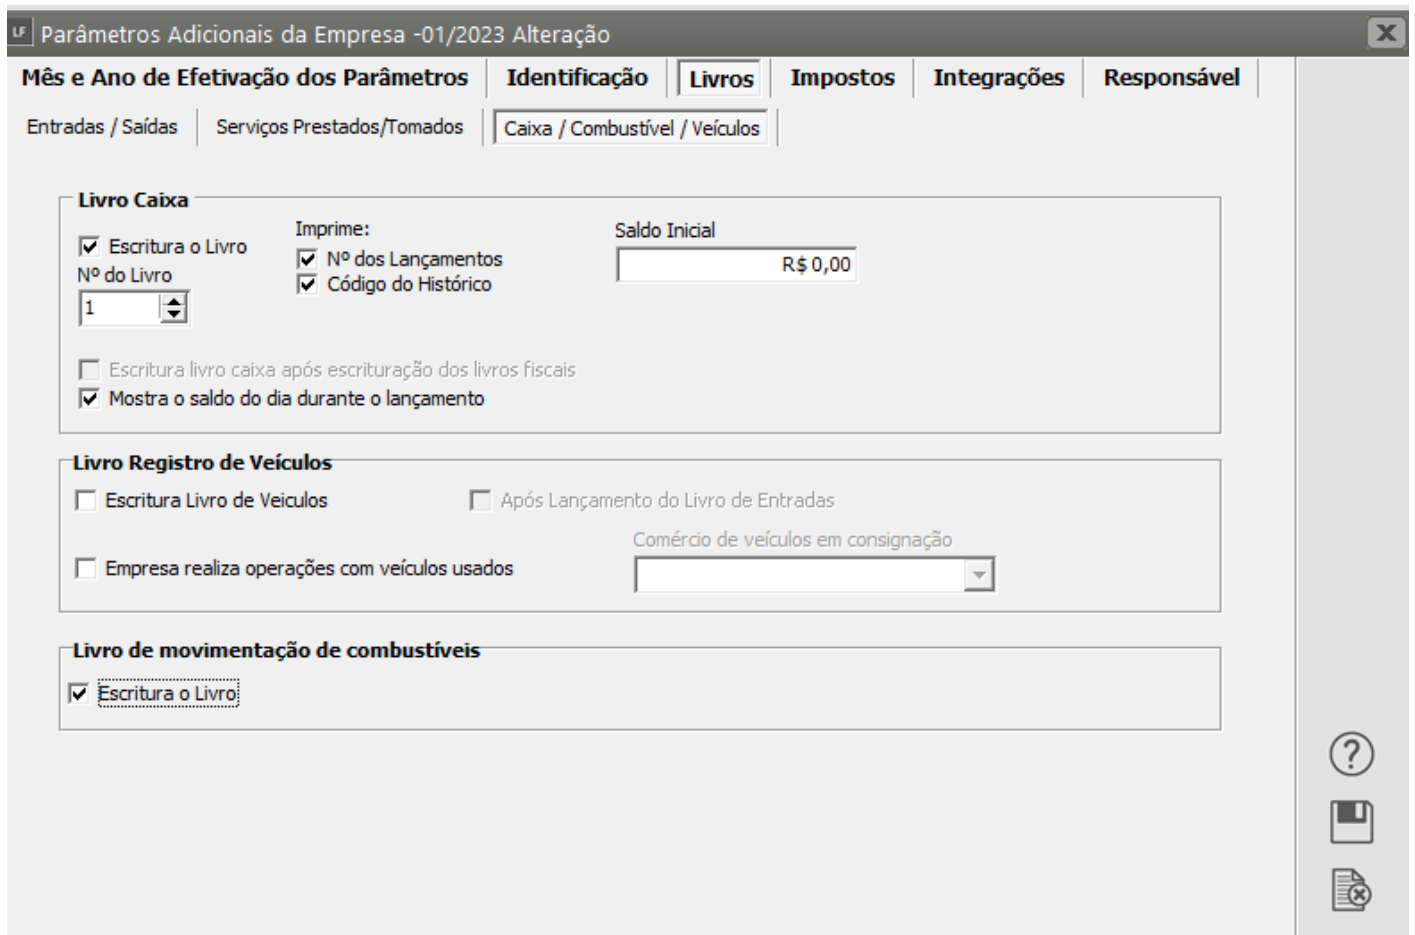 LF Parâmetros Adicionais da Empresa -01/2023 Alteração
Mês e Ano de Efetivação dos Parâmetros Identificação Livros Impostos Integrações Responsável
Entradas / Saídas Serviços Prestados/Tomados Caixa / Combustível / Veículos
Livro Caixa
Escritura o Livro
Nº do Livro
1
Imprime:
Nº dos Lançamentos
Código do Histórico
Saldo Inicial
R$ 0,00
Escritura livro caixa após escrituração dos livros fiscais
Mostra o saldo do dia durante o lançamento
Livro Registro de Veículos
Escritura Livro de Veiculos
Após Lançamento do Livro de Entradas
Comércio de veículos em consignação
Empresa realiza operações com veículos usados
Livro de movimentação de combustíveis
Escritura o Livro